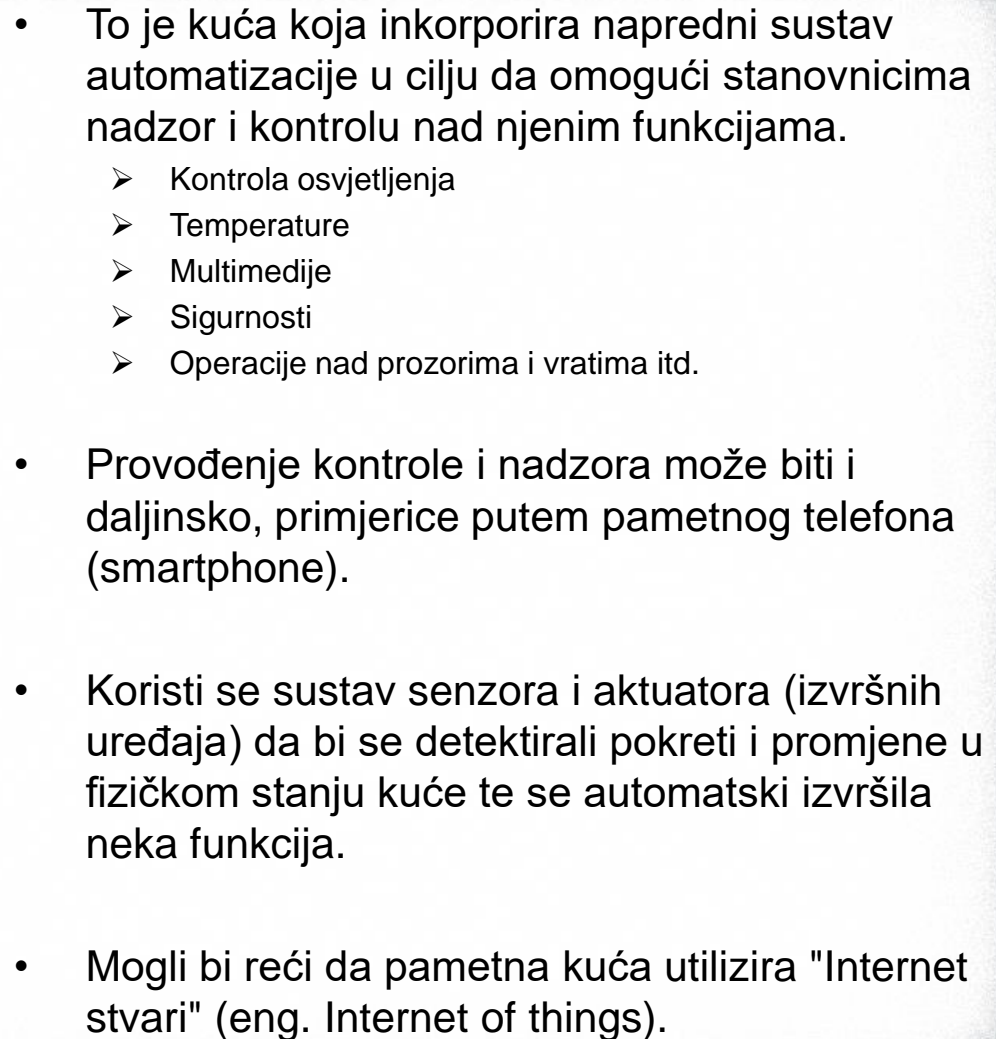 • To je kuća koja inkorporira napredni sustav
automatizacije u cilju da omogući stanovnicima
nadzor i kontrolu nad njenim funkcijama.
➢ Kontrola osvjetljenja
➢ Temperature
➢ Multimedije
➢ Sigurnosti
➢ Operacije nad prozorima i vratima itd.
• Provođenje kontrole i nadzora može biti i
daljinsko, primjerice putem pametnog telefona
(smartphone).
• Koristi se sustav senzora i aktuatora (izvršnih
uređaja) da bi se detektirali pokreti i promjene u
fizičkom stanju kuće te se automatski izvršila
neka funkcija.
• Mogli bi reći da pametna kuća utilizira "Internet
stvari" (eng. Internet of things).